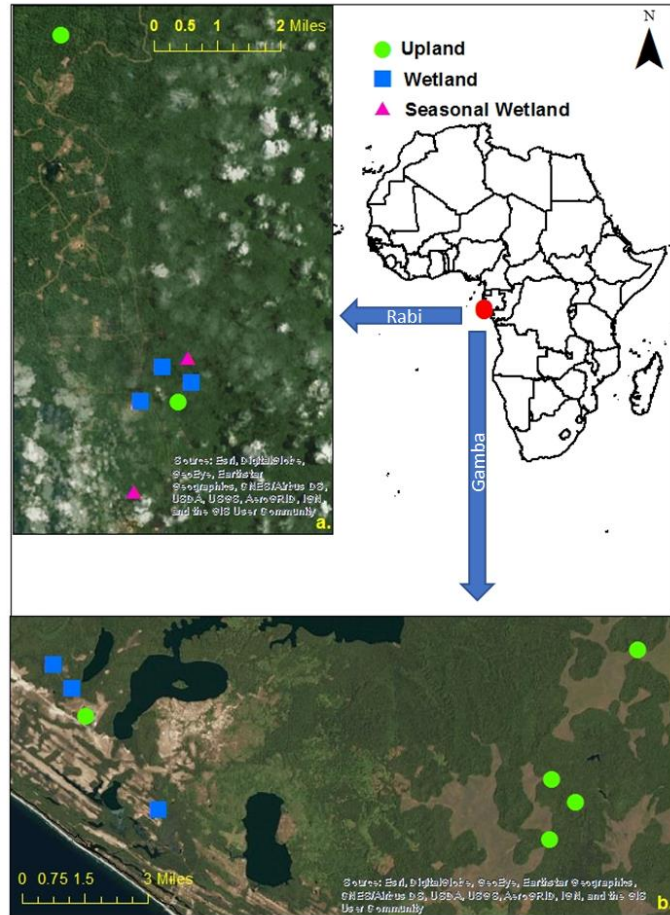 0 0.5 1 2 Miles
N
Upland
Wetland
Seasonal Wetland
Rabi
Gamba
Source: Esri, DigitalGlobe,
GeoEye, Earthstar
Geographics, CNES/Airbus DS,
USDA, USGS, AeroGRID, IGN
and the GIS User Community
a.
0 0.75 1.5 3 Miles
Source: Esri, DigitalGlobe, GeoEye, Earthstar Geographics,
CNES/Airbus DS, USDA, USGS, AeroGRID, IGN, and the GIS
User Community
b.